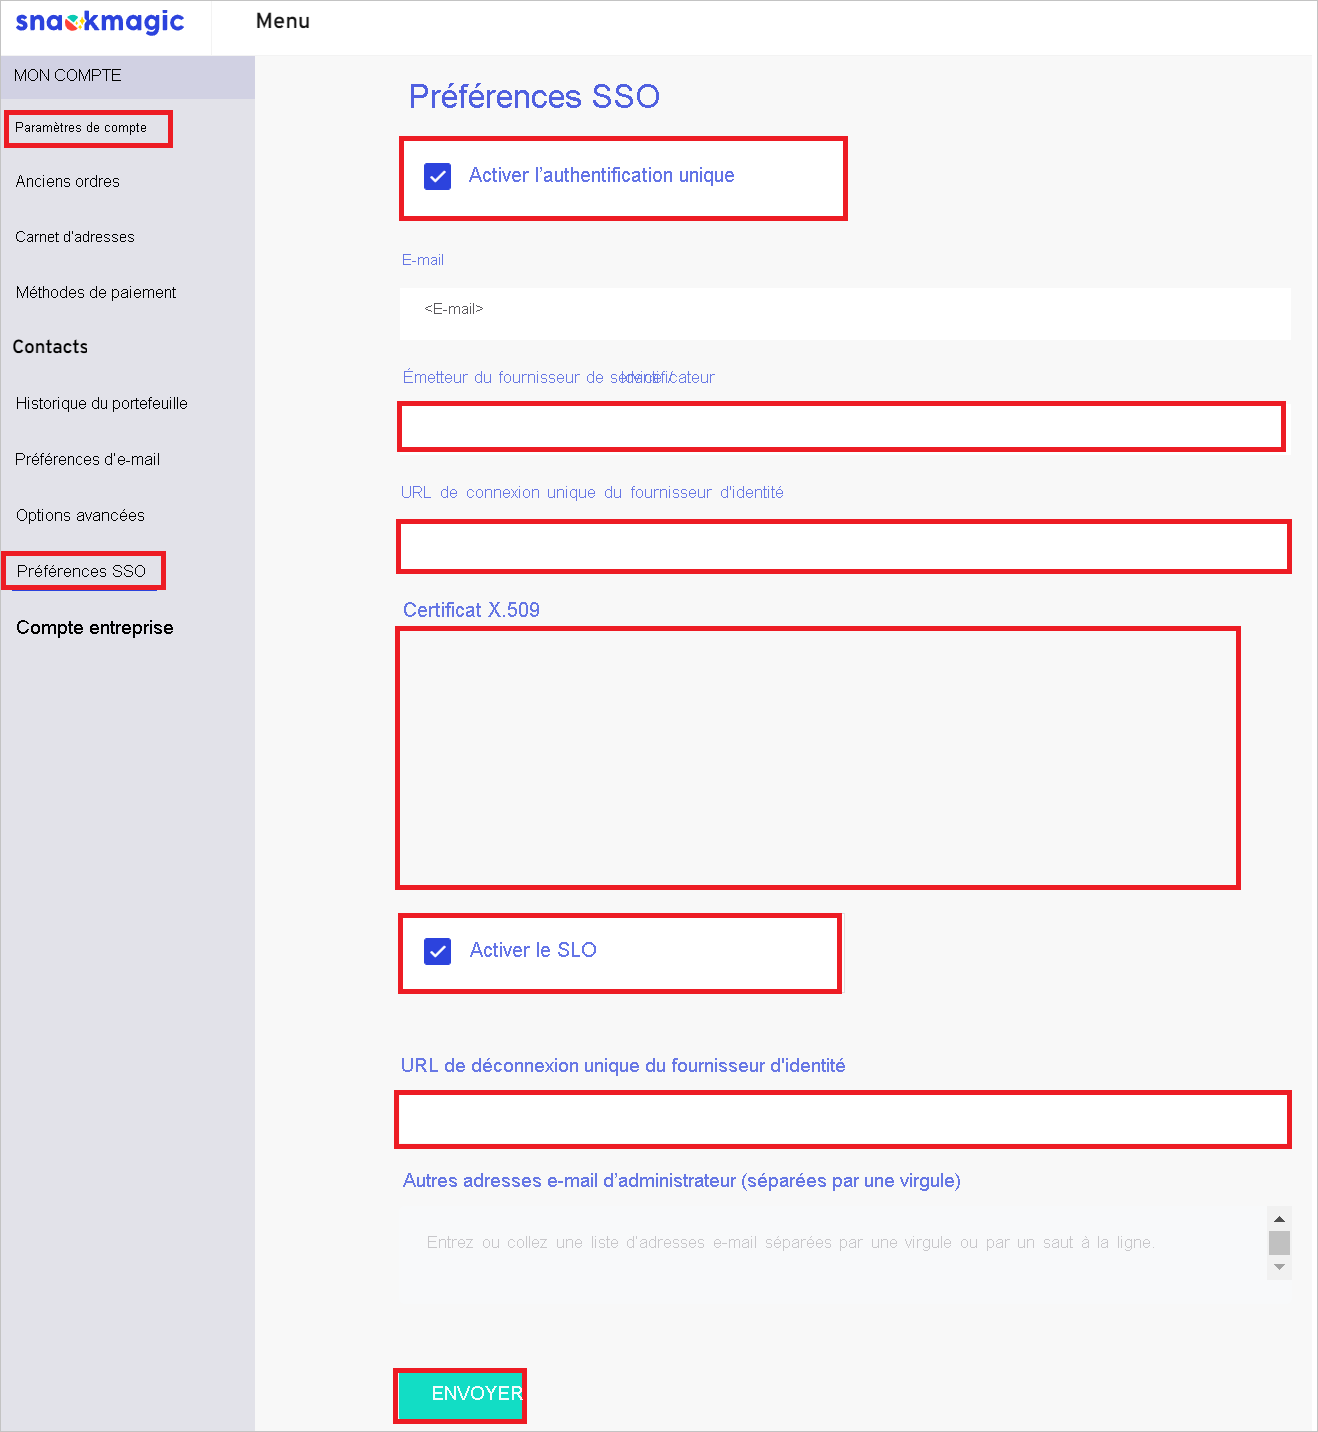 snackmagic
Menu
MON COMPTE
Paramètres de compte
Anciens ordres
Carnet d'adresses
Méthodes de paiement
Contacts
Historique du portefeuille
Préférences d'e-mail
Options avancées
Préférences SSO
Compte entreprise
Préférences SSO
Activer l’authentification unique
E-mail
<E-mail>
Émetteur du fournisseur de
URL de connexion unique du fournisseur d'identité
Certificat X.509
Activer le SLO
URL de déconnexion unique du fournisseur d'identité
Autres adresses e-mail d’administrateur (séparées par une virgule)
Entrez ou collez une liste d'adresses e-mail séparées par une virgule ou par un saut à la ligne.
ENVOYER